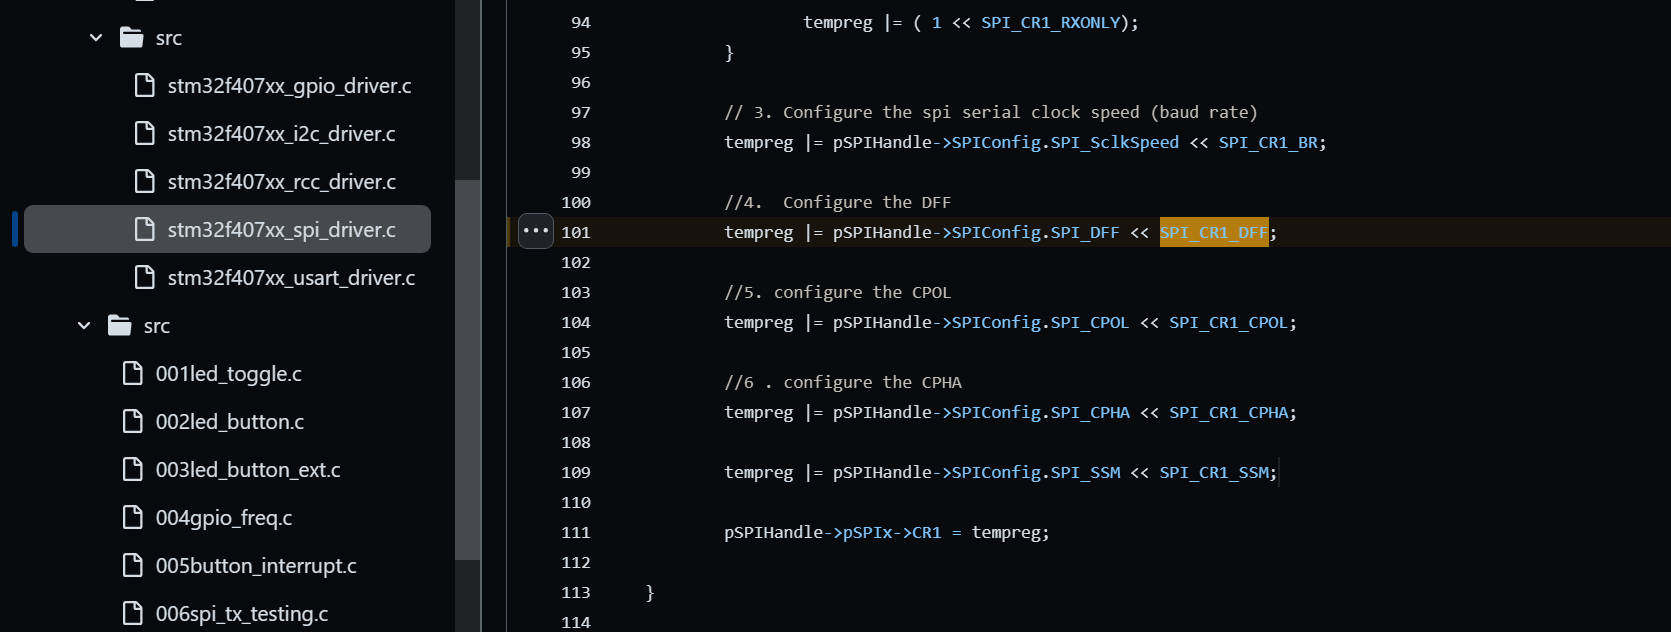 src
stm32f407xx_gpio_driver.c
stm32f407xx_i2c_driver.c
stm32f407xx_rcc_driver.c
stm32f407xx_spi_driver.c
stm32f407xx_usart_driver.c
src
001led_toggle.c
002led_button.c
003led_button_ext.c
004gpio_freq.c
005button_interrupt.c
006spi_tx_testing.c
94 tempreg |= ( 1 << SPI_CR1_RXONLY);
95 }
96
97 // 3. Configure the spi serial clock speed (baud rate)
98 tempreg |= pSPIHandle->SPIConfig.SPI_SclkSpeed << SPI_CR1_BR;
99
100 //4.  Configure the DFF
101 tempreg |= pSPIHandle->SPIConfig.SPI_DFF << SPI_CR1_DFF;
102
103 //5. configure the CPOL
104 tempreg |= pSPIHandle->SPIConfig.SPI_CPOL << SPI_CR1_CPOL;
105
106 //6 . configure the CPHA
107 tempreg |= pSPIHandle->SPIConfig.SPI_CPHA << SPI_CR1_CPHA;
108
109 tempreg |= pSPIHandle->SPIConfig.SPI_SSM << SPI_CR1_SSM;
110
111 pSPIHandle->pSPIx->CR1 = tempreg;
112
113 }
114